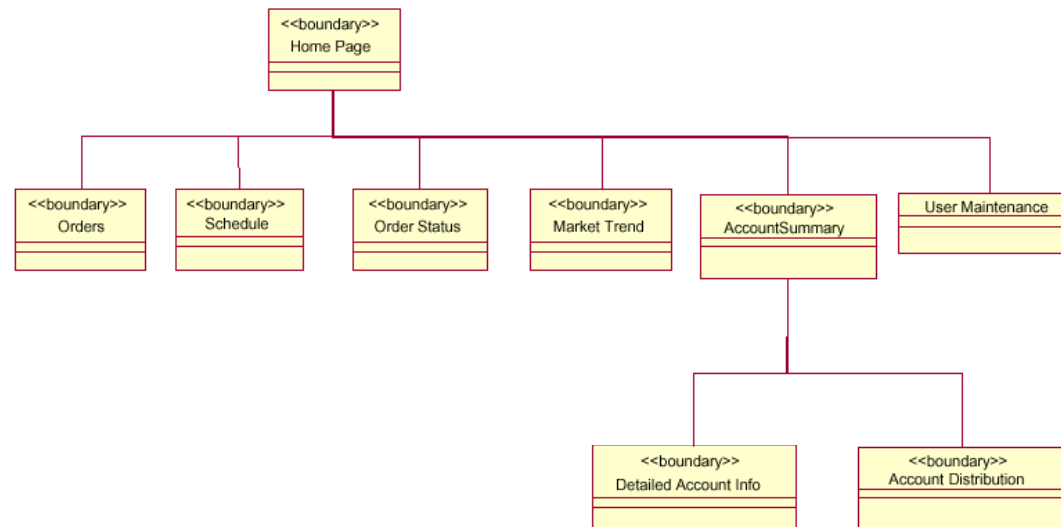 <<boundary>>
Home Page
<<boundary>>
Orders
<<boundary>>
Schedule
<<boundary>>
Order Status
<<boundary>>
Market Trend
<<boundary>>
AccountSummary
User Maintenance
<<boundary>>
Detailed Account Info
<<boundary>>
Account Distribution